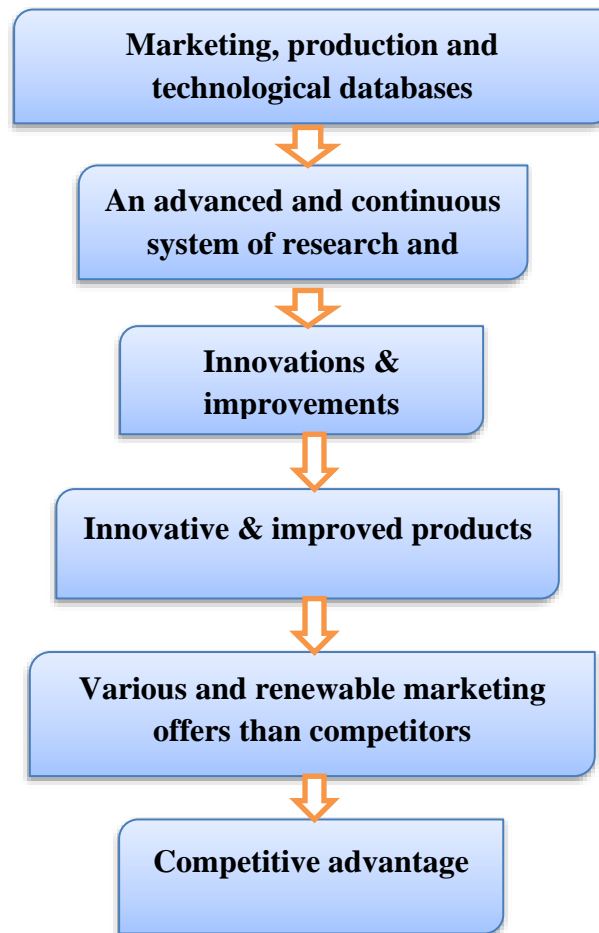 Marketing, production and
technological databases
An advanced and continuous
system of research and
Innovations &
improvements
Innovative & improved products
Various and renewable marketing
offers than competitors
Competitive advantage